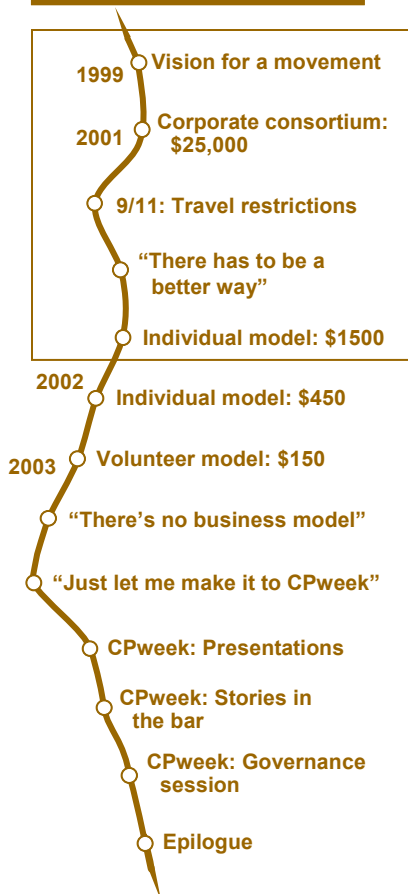 1999
Vision for a movement
2001
Corporate consortium:
$25,000
9/11: Travel restrictions
“There has to be a
better way”
Individual model: $1500
2002
Individual model: $450
2003
Volunteer model: $150
“There’s no business model”
“Just let me make it to CPweek”
CPweek: Presentations
CPweek: Stories in
the bar
CPweek: Governance
session
Epilogue